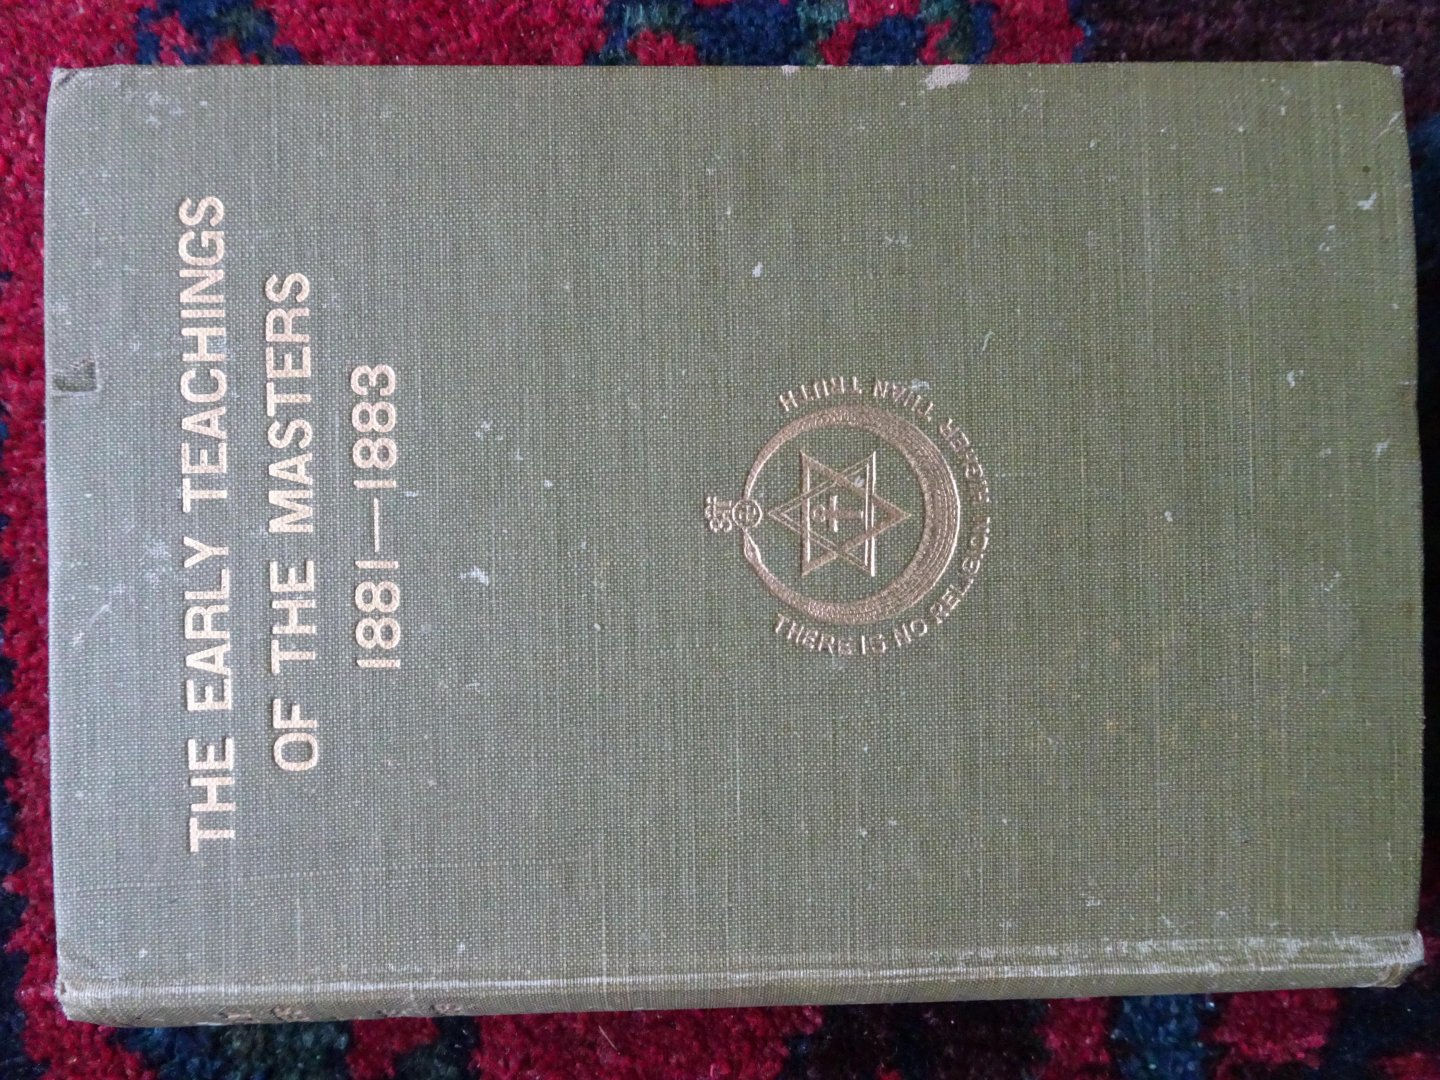 THE EARLY TEACHINGS
OF THE MASTERS
1881—1883
THERE IS NO RELIGION HIGHER THAN TRUTH